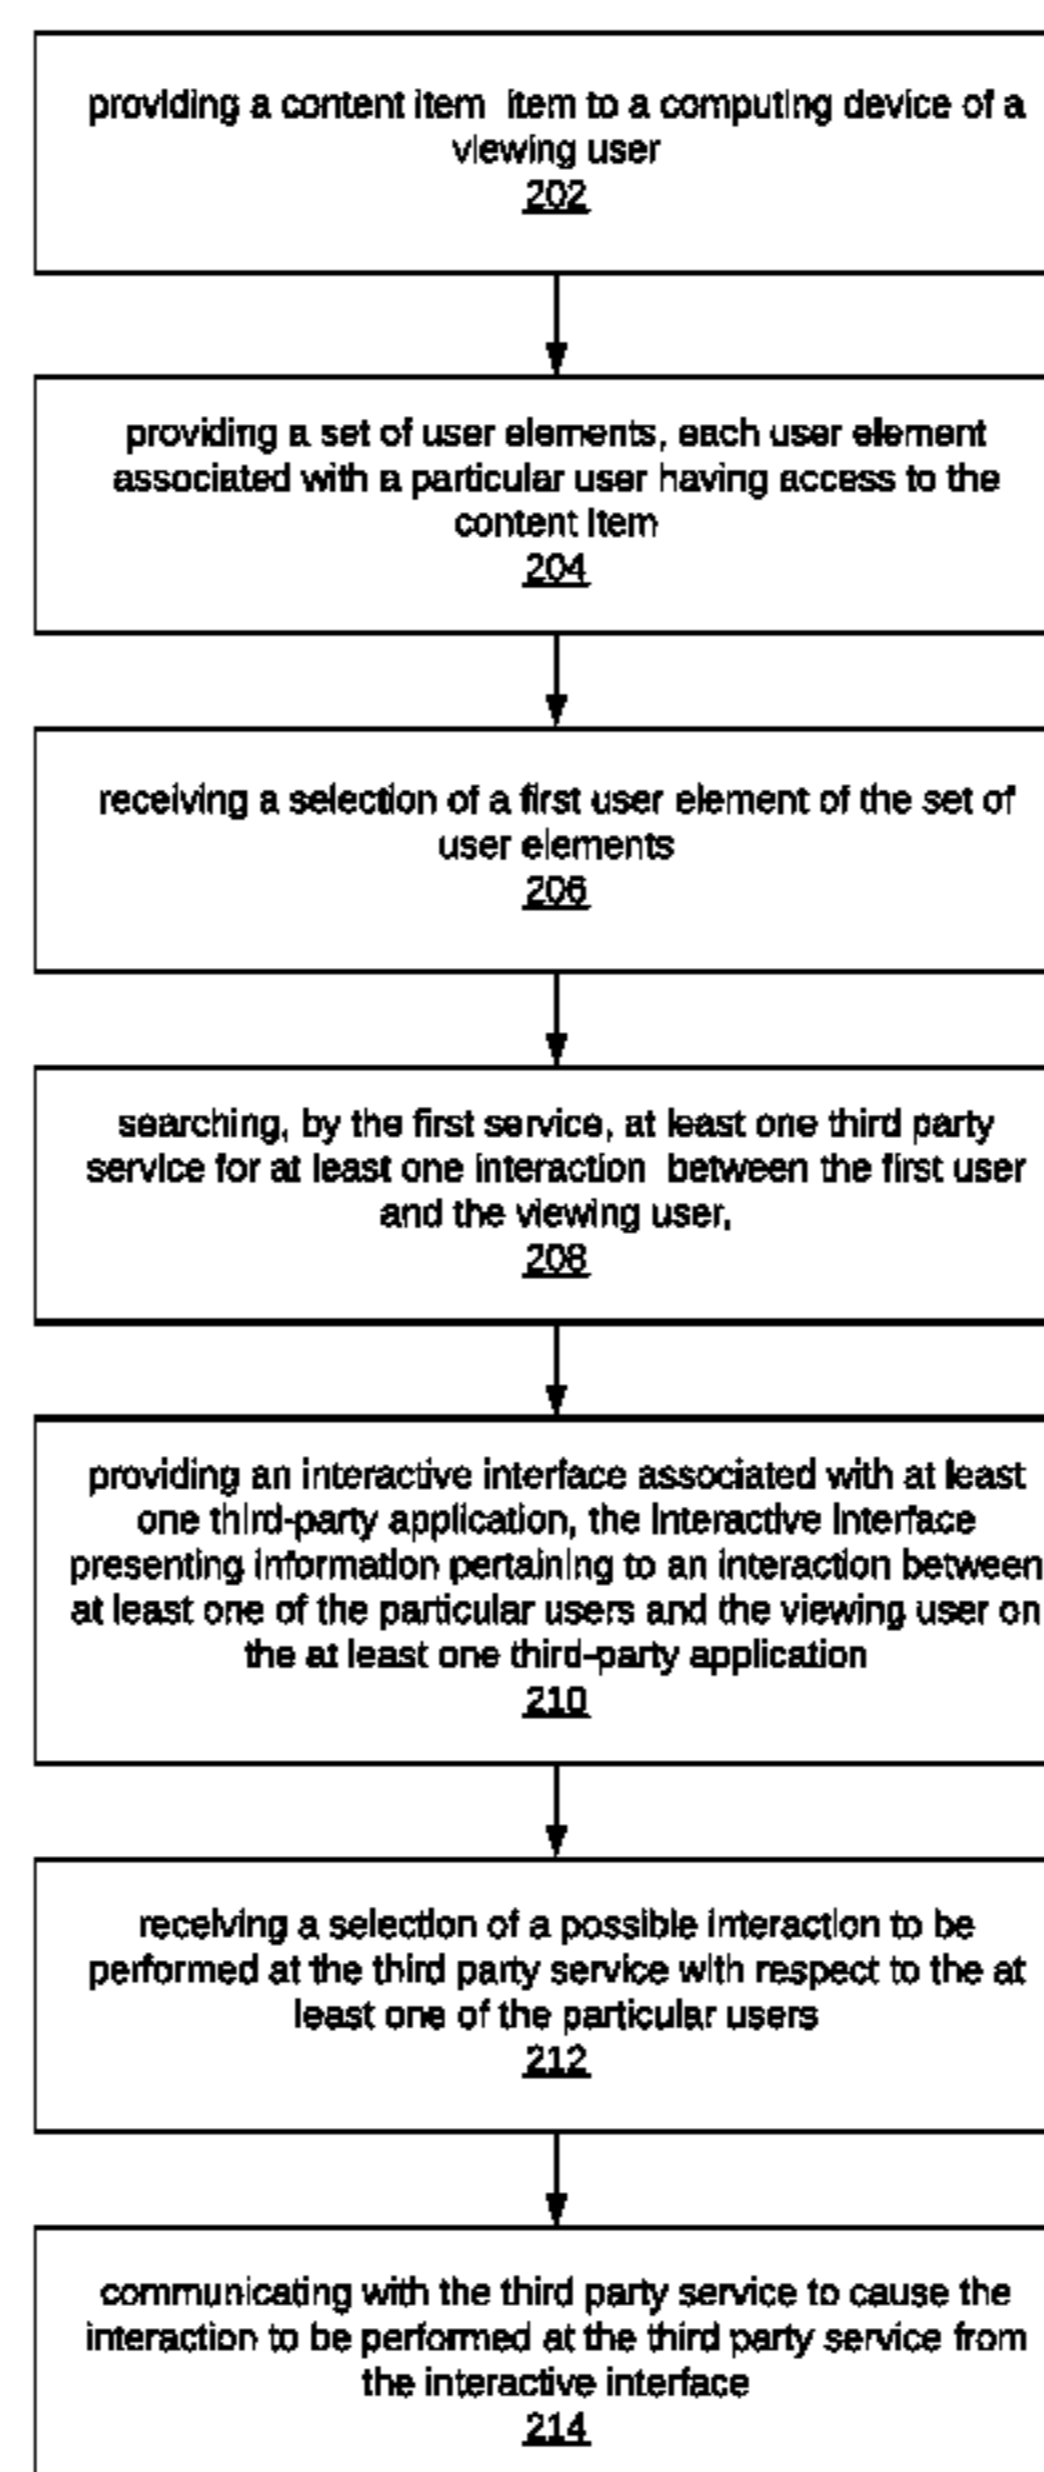 providing a content item item to a computing device of a
viewing user
202
providing a set of user elements, each user element
associated with a particular user having access to the
content item
204
receiving a selection of a first user element of the set of
user elements
206
searching, by the first service, at least one third party
service for at least one interaction between the first user
and the viewing user,
208
providing an interactive interface associated with at least
one third-party application, the interactive interface
presenting information pertaining to an interaction between
at least one of the particular users and the viewing user on
the at least one third-party application
210
receiving a selection of a possible interaction to be
performed at the third party service with respect to the at
least one of the particular users
212
communicating with the third party service to cause the
interaction to be performed at the third party service from
the interactive interface
214